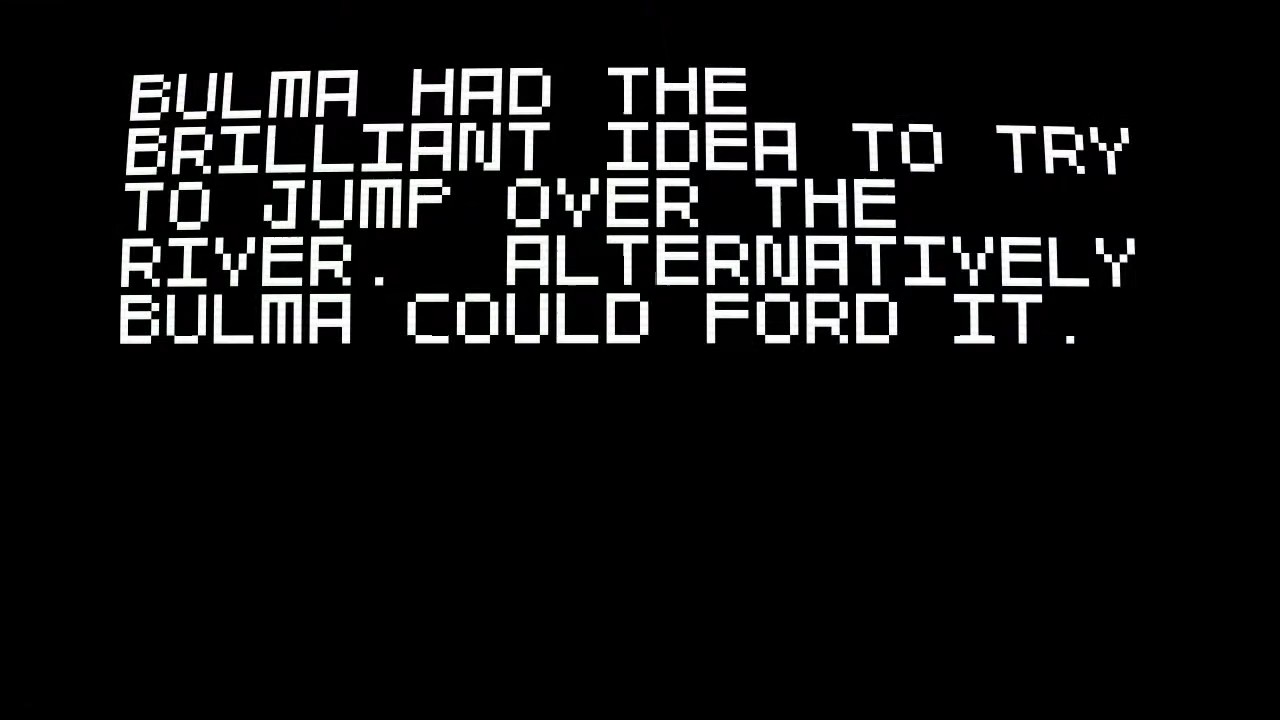 BULMA HAD THE
BRILLIANT IDEA TO TRY
TO JUMP OVER THE
RIVER.  ALTERNATIVELY
BULMA COULD FORD IT.